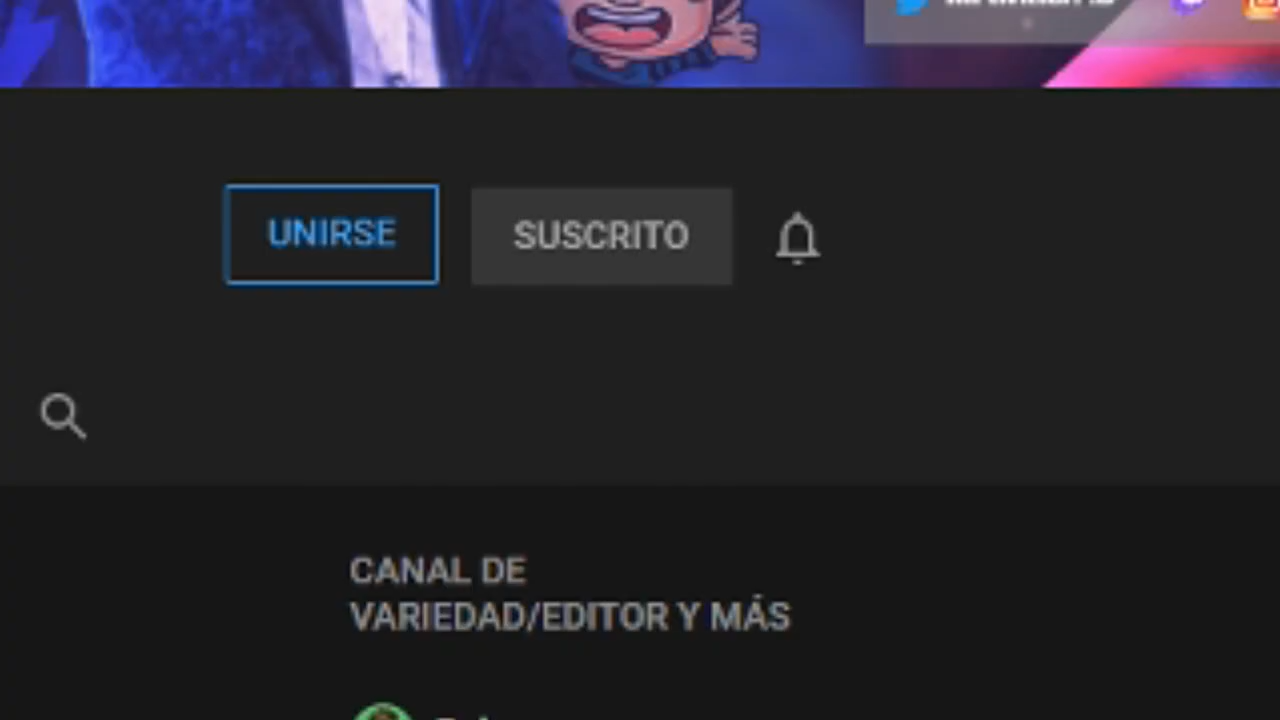 UNIRSE
SUSCRITO
CANAL DE
VARIEDAD/EDITOR Y MÁS